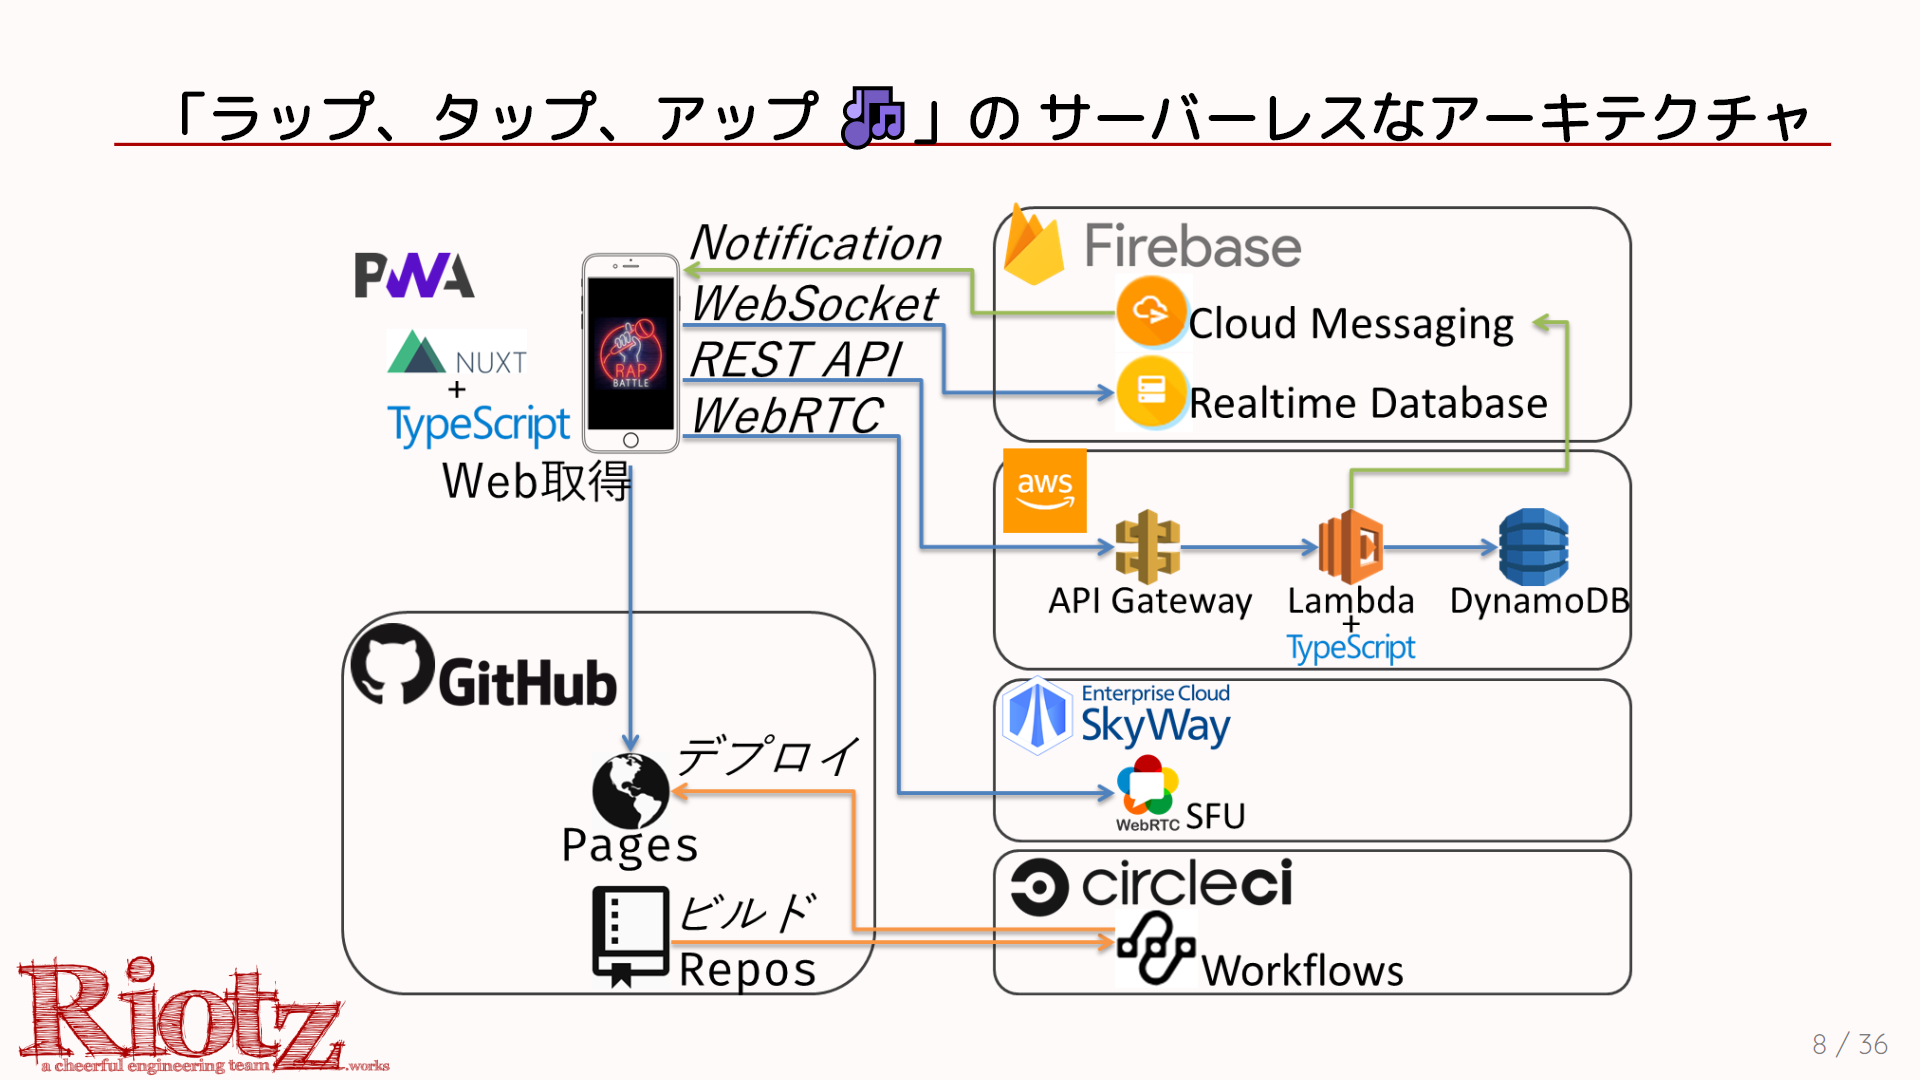 「ラップ、タップ、アップ 🎶」の サーバーレスなアーキテクチャ
PWA
NUXT
+
TypeScript
RAP
BATTLE
Web取得
Notification
WebSocket
REST API
WebRTC
Firebase
Cloud Messaging
Realtime Database
aws
API Gateway
Lambda
+
TypeScript
DynamoDB
Enterprise Cloud
SkyWay
WebRTC SFU
circleci
Workflows
GitHub
デプロイ
Pages
ビルド
Repos
Riotz
a cheerful engineering team .works
8 / 36